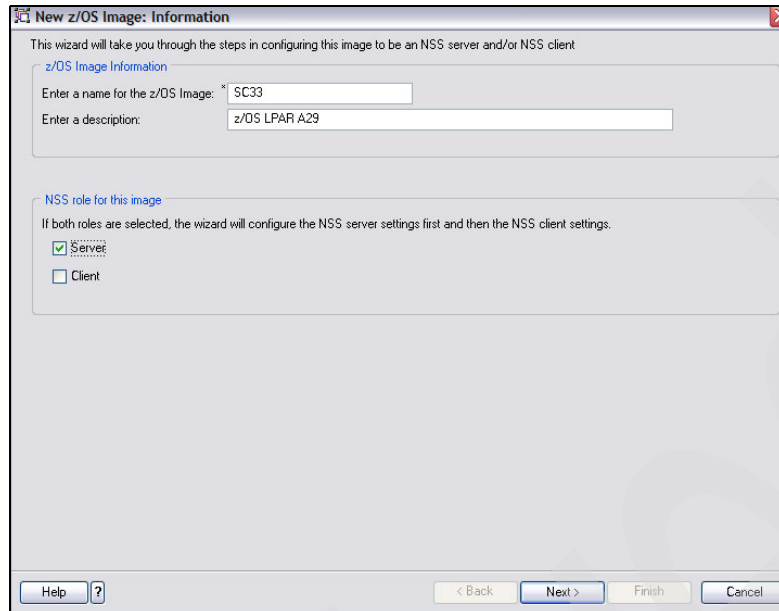 New z/OS Image: Information
This wizard will take you through the steps in configuring this image to be an NSS server and/or NSS client
z/OS Image Information
Enter a name for the z/OS Image: * SC33
Enter a description: z/OS LPAR A29
NSS role for this image
If both roles are selected, the wizard will configure the NSS server settings first and then the NSS client settings.
Server
Client
Help ? < Back Next > Finish Cancel